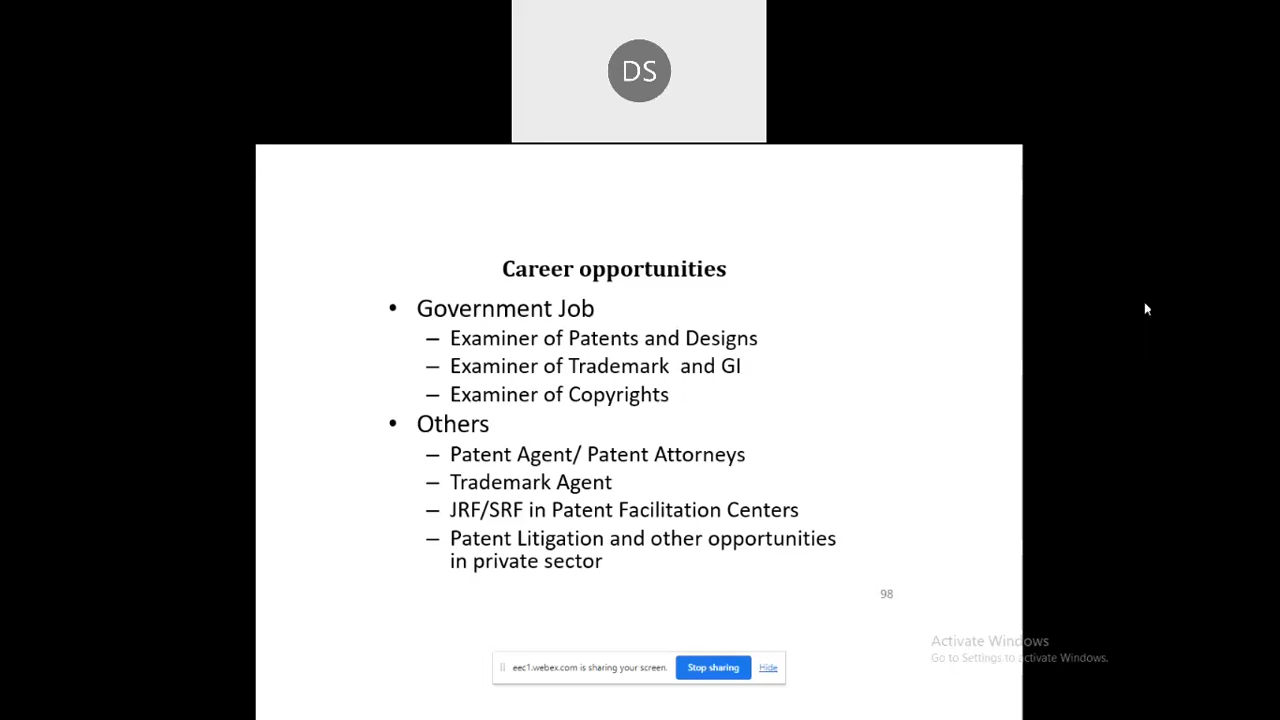 DS
Career opportunities
• Government Job
– Examiner of Patents and Designs
– Examiner of Trademark and GI
– Examiner of Copyrights
• Others
– Patent Agent/ Patent Attorneys
– Trademark Agent
– JRF/SRF in Patent Facilitation Centers
– Patent Litigation and other opportunities
in private sector
98
Activate Windows
Go to Settings to activate Windows.
eec1.webex.com is sharing your screen. Stop sharing Hide